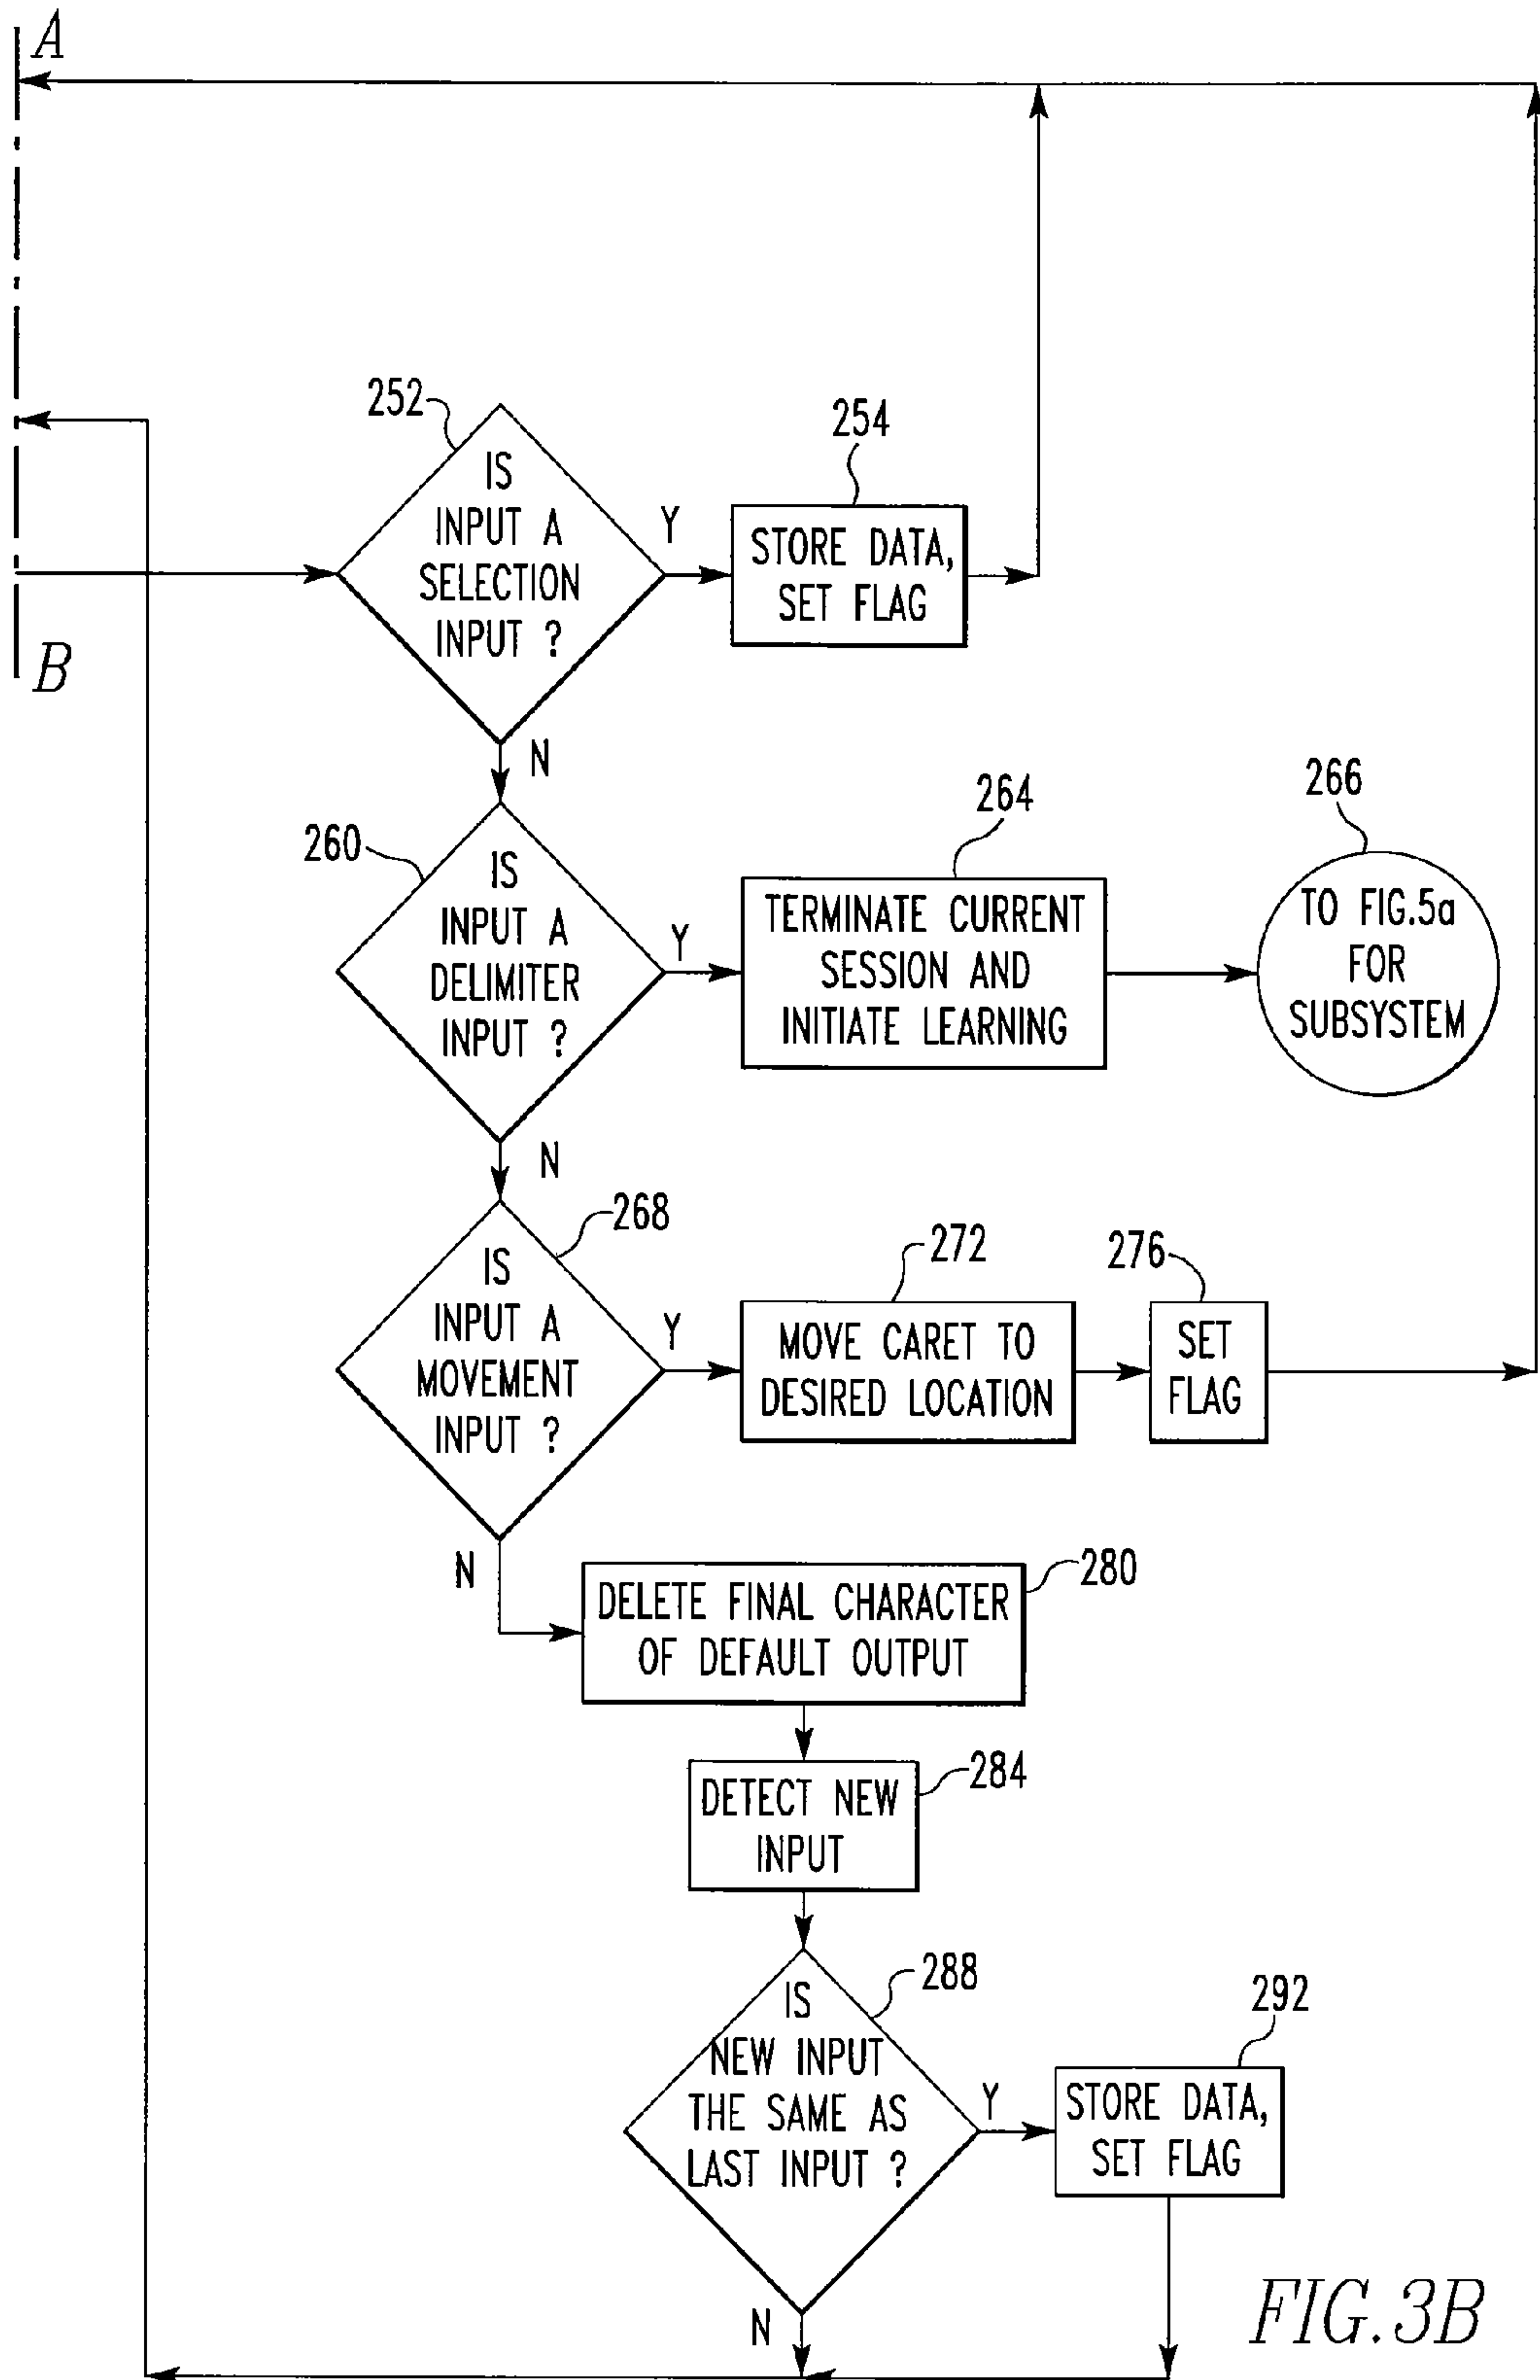 A
B
252
IS
INPUT A
SELECTION
INPUT ?
Y
254
STORE DATA,
SET FLAG
N
260
IS
INPUT A
DELIMITER
INPUT ?
Y
264
TERMINATE CURRENT
SESSION AND
INITIATE LEARNING
266
TO FIG.5a
FOR
SUBSYSTEM
N
268
IS
INPUT A
MOVEMENT
INPUT ?
Y
272
MOVE CARET TO
DESIRED LOCATION
276
SET
FLAG
N
280
DELETE FINAL CHARACTER
OF DEFAULT OUTPUT
284
DETECT NEW
INPUT
288
IS
NEW INPUT
THE SAME AS
LAST INPUT ?
Y
292
STORE DATA,
SET FLAG
N
FIG.3B